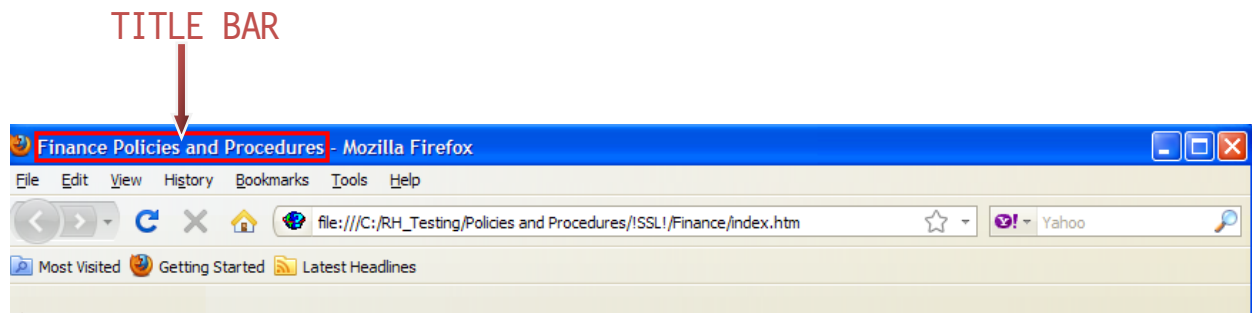 TITLE BAR
Finance Policies and Procedures - Mozilla Firefox
File Edit View History Bookmarks Tools Help
file:///C:/RH_Testing/Policies and Procedures/!SSL!/Finance/index.htm Y! Yahoo
Most Visited Getting Started Latest Headlines